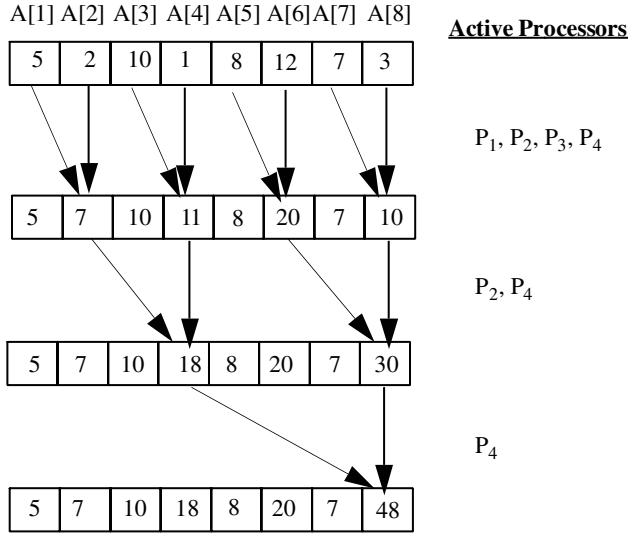 A[1] A[2] A[3] A[4] A[5] A[6] A[7] A[8]
Active Processors
5 2 10 1 8 12 7 3
P1, P2, P3, P4
5 7 10 11 8 20 7 10
P2, P4
5 7 10 18 8 20 7 30
P4
5 7 10 18 8 20 7 48